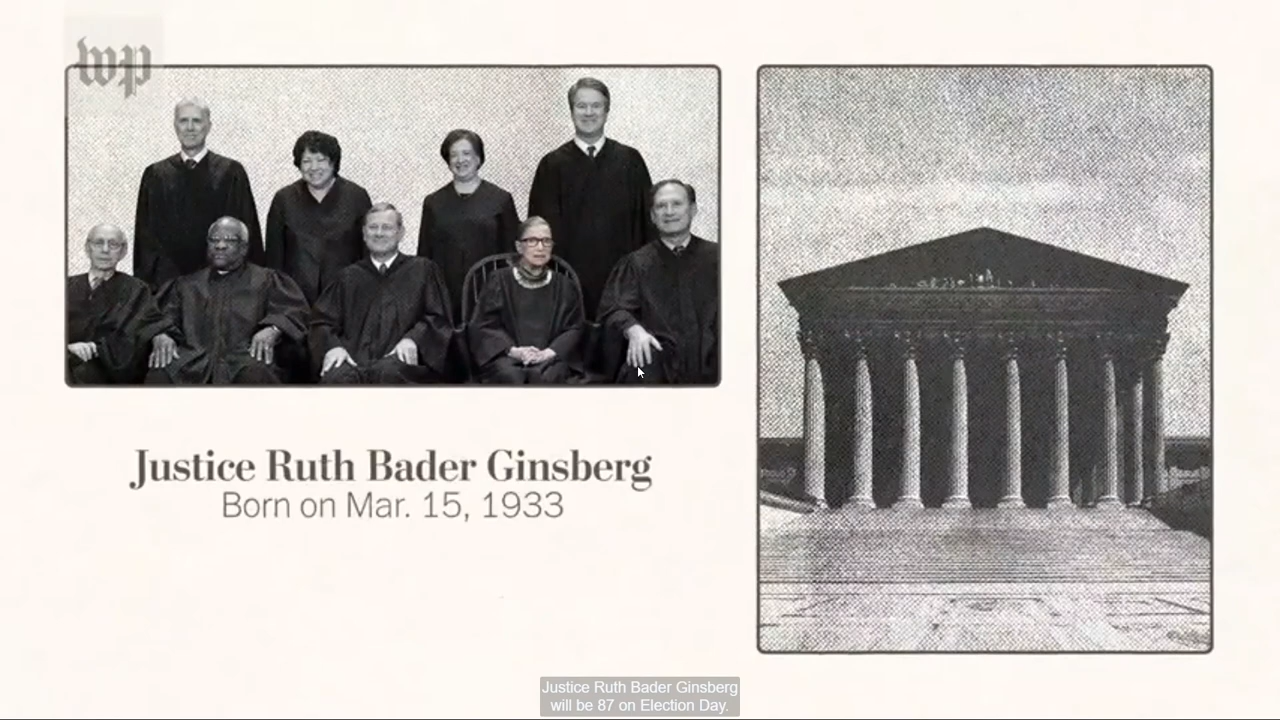 wp
Justice Ruth Bader Ginsberg
Born on Mar. 15, 1933
Justice Ruth Bader Ginsberg
will be 87 on Election Day.